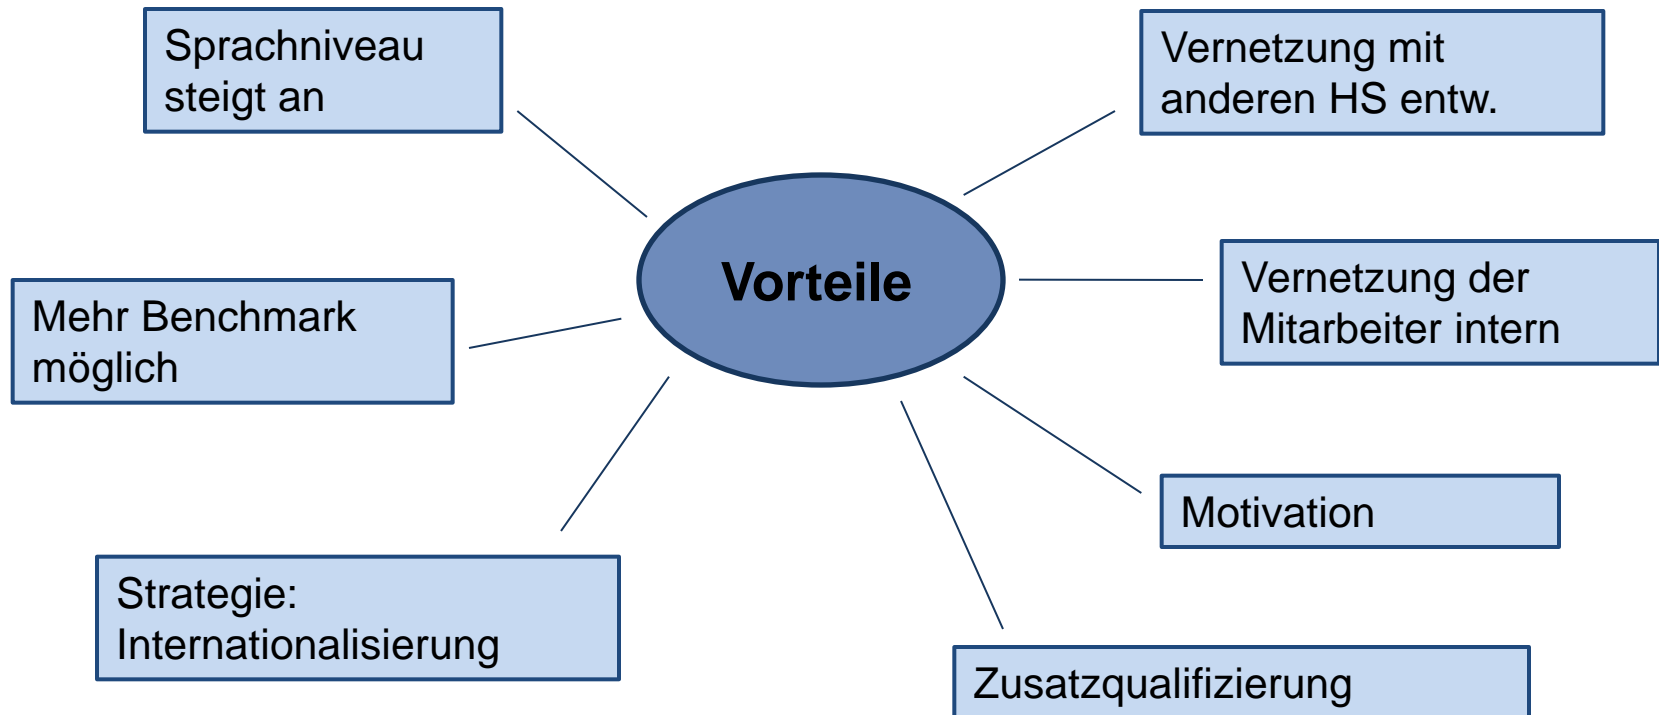 Sprachniveau
steigt an
Vernetzung mit
anderen HS entw.
Vorteile
Vernetzung der
Mitarbeiter intern
Mehr Benchmark
möglich
Motivation
Strategie:
Internationalisierung
Zusatzqualifizierung